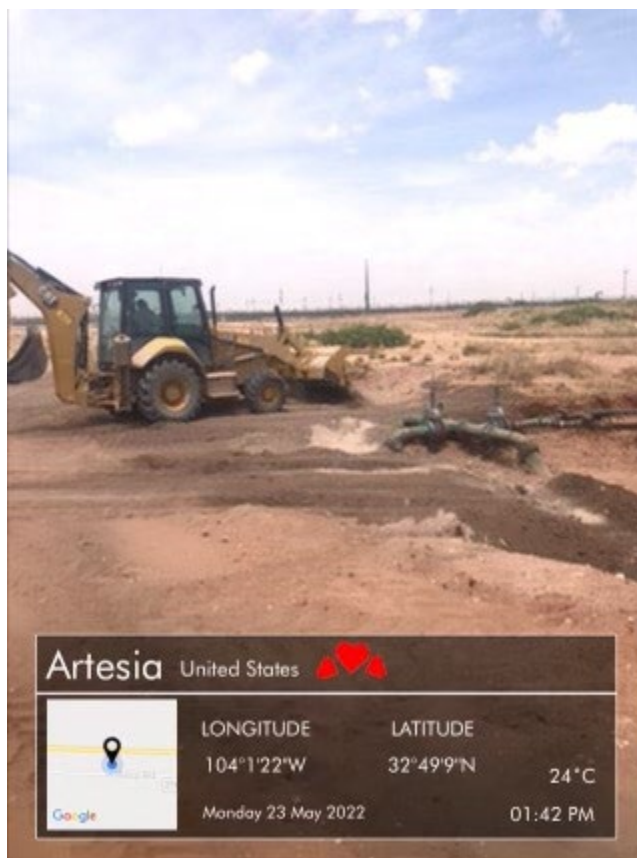 Artesia United States
LONGITUDE LATITUDE
104°1'22"W 32°49'9"N
24°C
Google
Monday 23 May 2022 01:42 PM